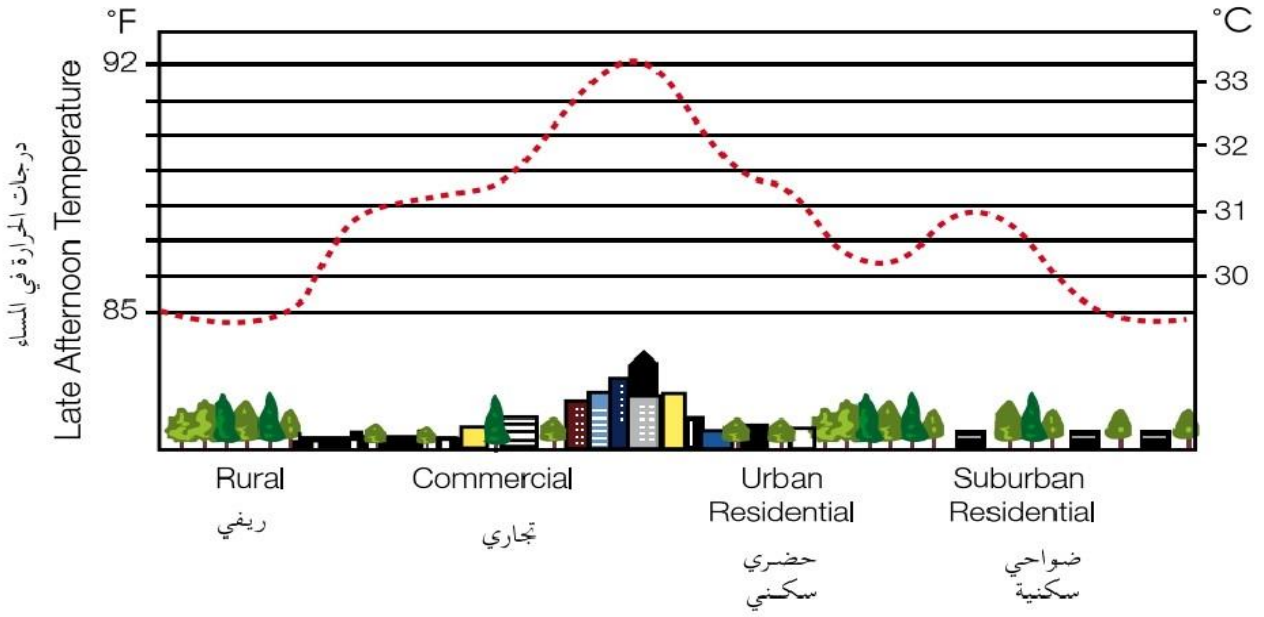 °F
°C
92
33
32
31
30
85
Late Afternoon Temperature
درجات الحرارة في المساء
Rural
ريفي
Commercial
تجاري
Urban
Residential
حضري
سكني
Suburban
Residential
ضواحي
سكنية